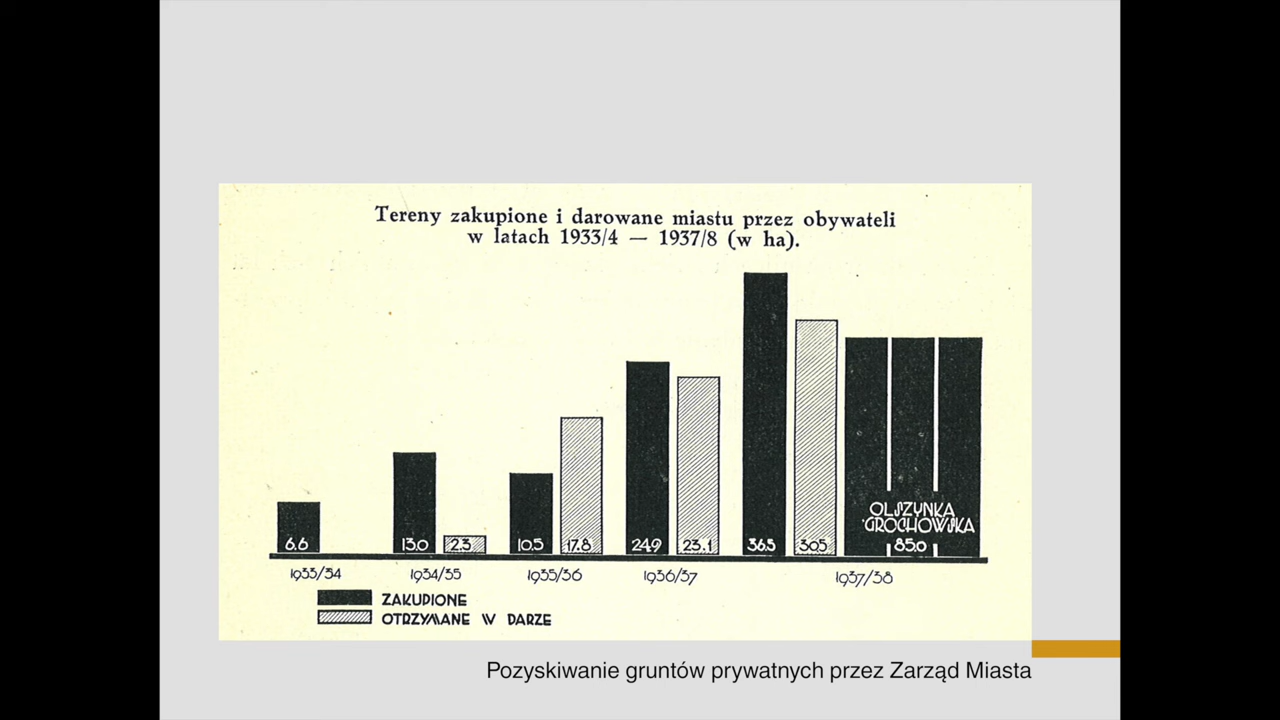 Tereny zakupione i darowane miastu przez obywateli
w latach 1933/4 — 1937/8 (w ha).
OLSZYNKA
GROCHOWSKA
6.6 13.0 2.3 10.5 17.8 24.9 23.1 36.5 30.5 85.0
1933/34 1934/35 1935/36 1936/37 1937/38
ZAKUPIONE
OTRZYMANE W DARZE
Pozyskiwanie gruntów prywatnych przez Zarząd Miasta